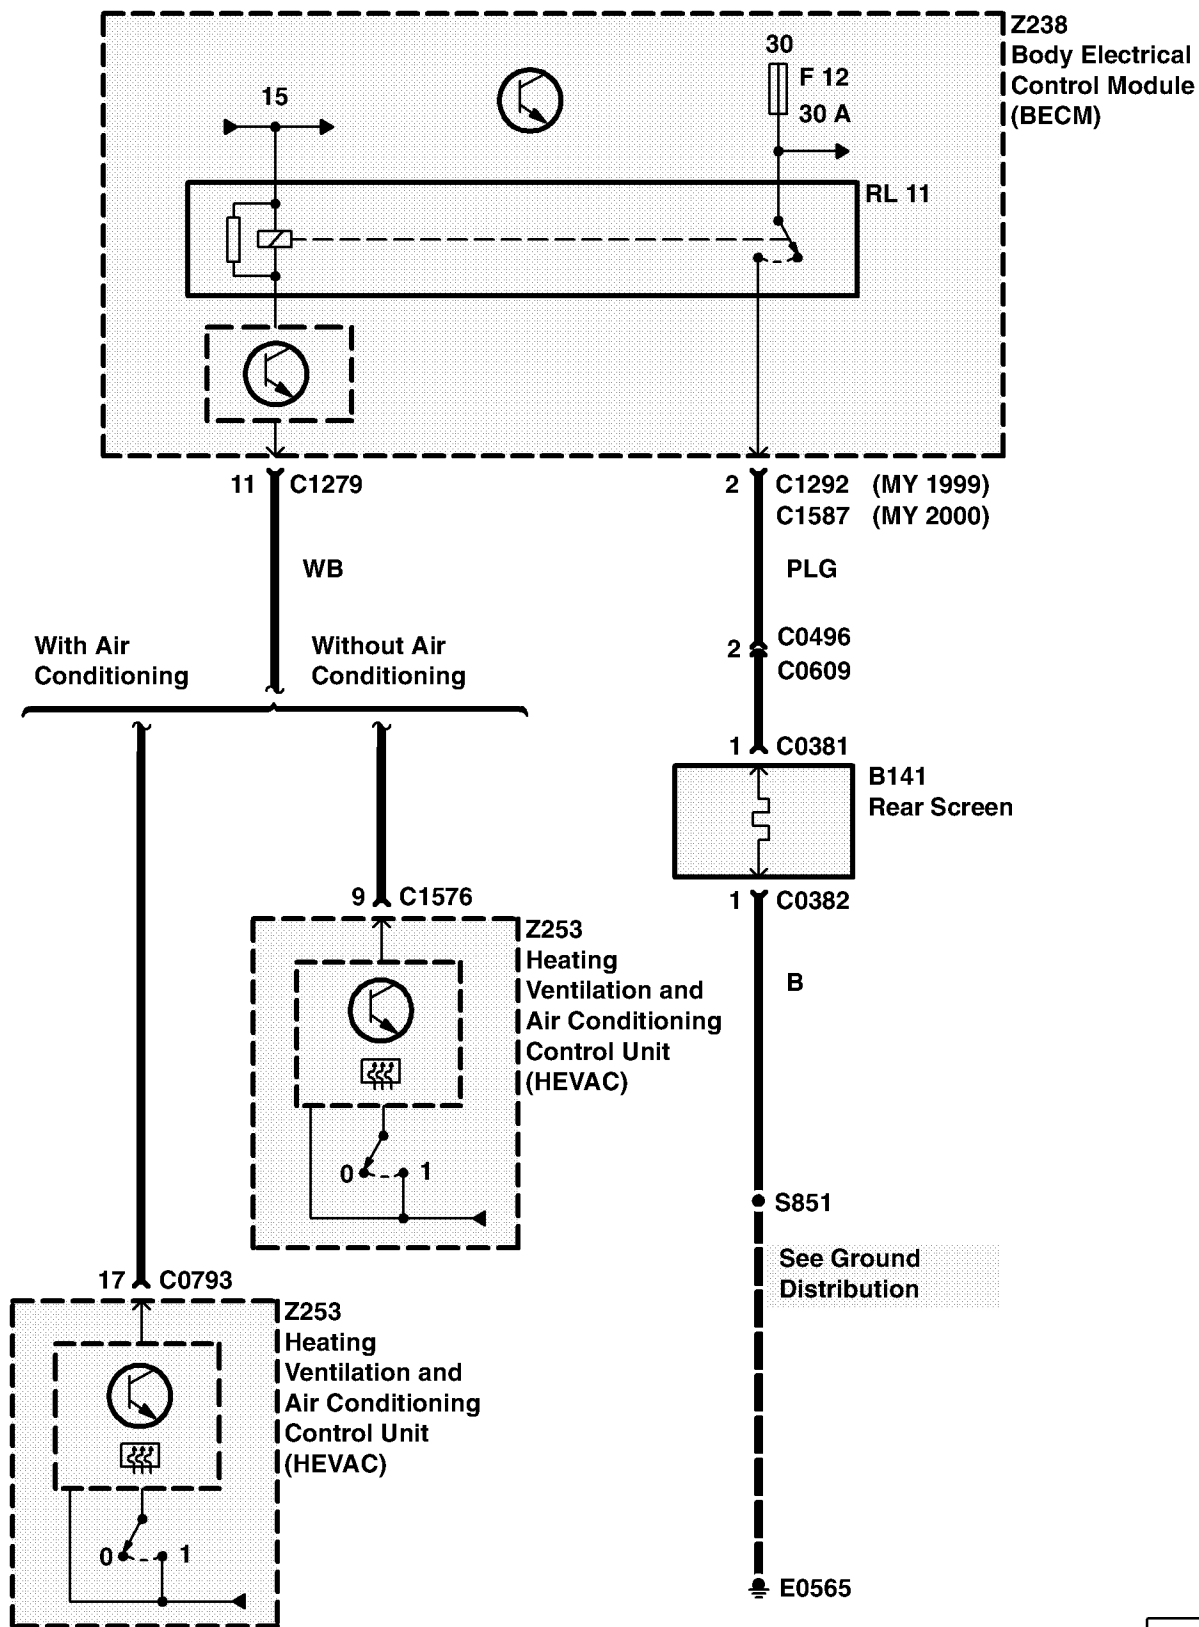 Z238
Body Electrical
Control Module
(BECM)
30
F 12
30 A
15
RL 11
11 C1279
2 C1292 (MY 1999)
C1587 (MY 2000)
WB
PLG
With Air
Conditioning
Without Air
Conditioning
2 C0496
C0609
1 C0381
B141
Rear Screen
1 C0382
9 C1576
Z253
Heating
Ventilation and
Air Conditioning
Control Unit
(HEVAC)
0 1
B
S851
See Ground
Distribution
17 C0793
Z253
Heating
Ventilation and
Air Conditioning
Control Unit
(HEVAC)
0 1
E0565